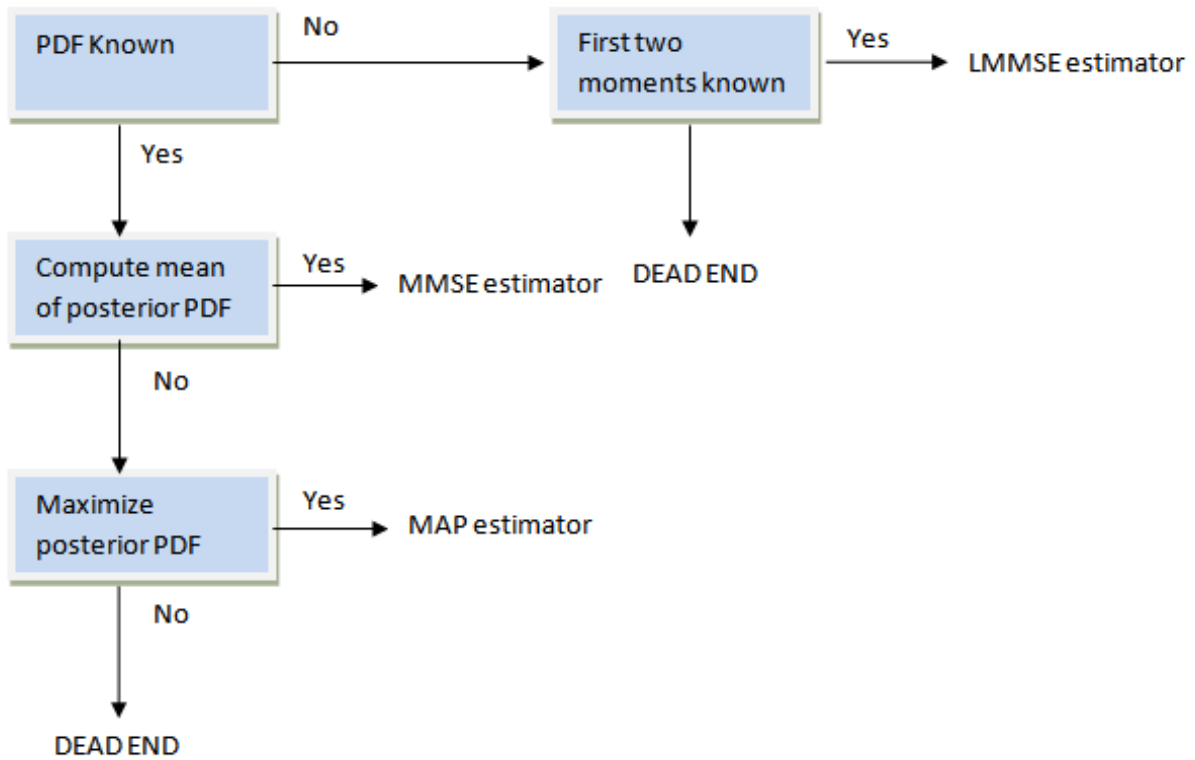 PDF Known
No
First two
moments known
Yes
LMMSE estimator
Yes
Compute mean
of posterior PDF
Yes
MMSE estimator
DEAD END
No
Maximize
posterior PDF
Yes
MAP estimator
No
DEAD END